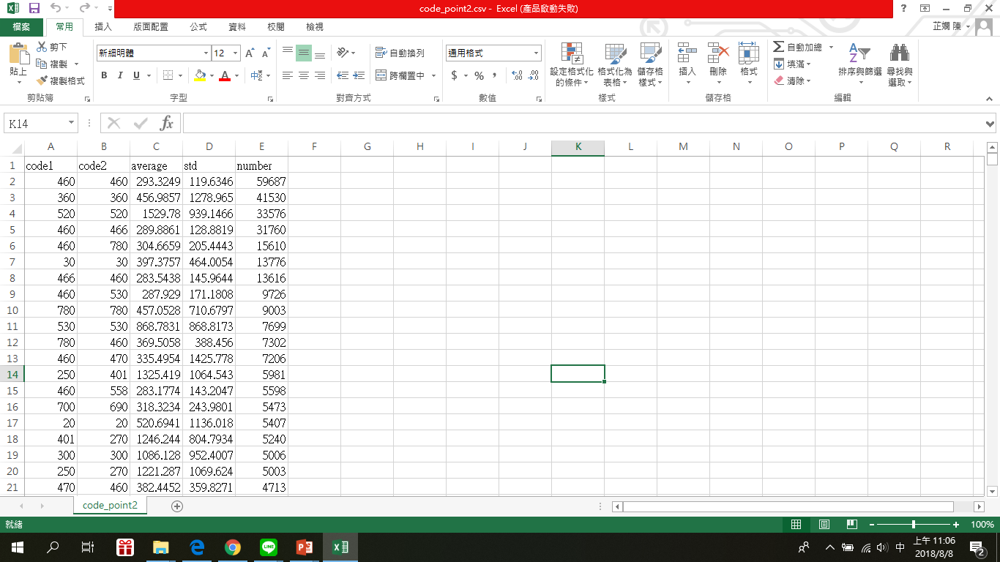 code_point2.csv - Excel (產品啟動失敗)
檔案 常用 插入 版面配置 公式 資料 校閱 檢視 芷嫻 陳
貼上 剪下 複製 複製格式 剪貼簿
新細明體 12 B I U 中 字型
自動換列 跨欄置中 對齊方式
通用格式 $ % , 數值
設定格式化的條件 格式化為表格 儲存格樣式 樣式
插入 刪除 格式 儲存格
自動加總 填滿 清除 排序與篩選 尋找與選取 編輯
K14 fx
A B C D E F G H I J K L M N O P Q R
1 code1 code2 average std number
2 460 460 293.3249 119.6346 59687
3 360 360 456.9857 1278.965 41530
4 520 520 1529.78 939.1466 33576
5 460 466 289.8861 128.8819 31760
6 460 780 304.6659 205.4443 15610
7 30 30 397.3757 464.0054 13776
8 466 460 283.5438 145.9644 13616
9 460 530 287.929 171.1808 9726
10 780 780 457.0528 710.6797 9003
11 530 530 868.7831 868.8173 7699
12 780 460 369.5058 388.456 7302
13 460 470 335.4954 1425.778 7206
14 250 401 1325.419 1064.543 5981
15 460 558 283.1774 143.2047 5598
16 700 690 318.3234 243.9801 5473
17 20 20 520.6941 1136.018 5407
18 401 270 1246.244 804.7934 5240
19 300 300 1086.128 952.4007 5006
20 250 270 1221.287 1069.624 5003
21 470 460 382.4452 359.8271 4713
code_point2
就緒 100%
中 上午 11:06
2018/8/8 2